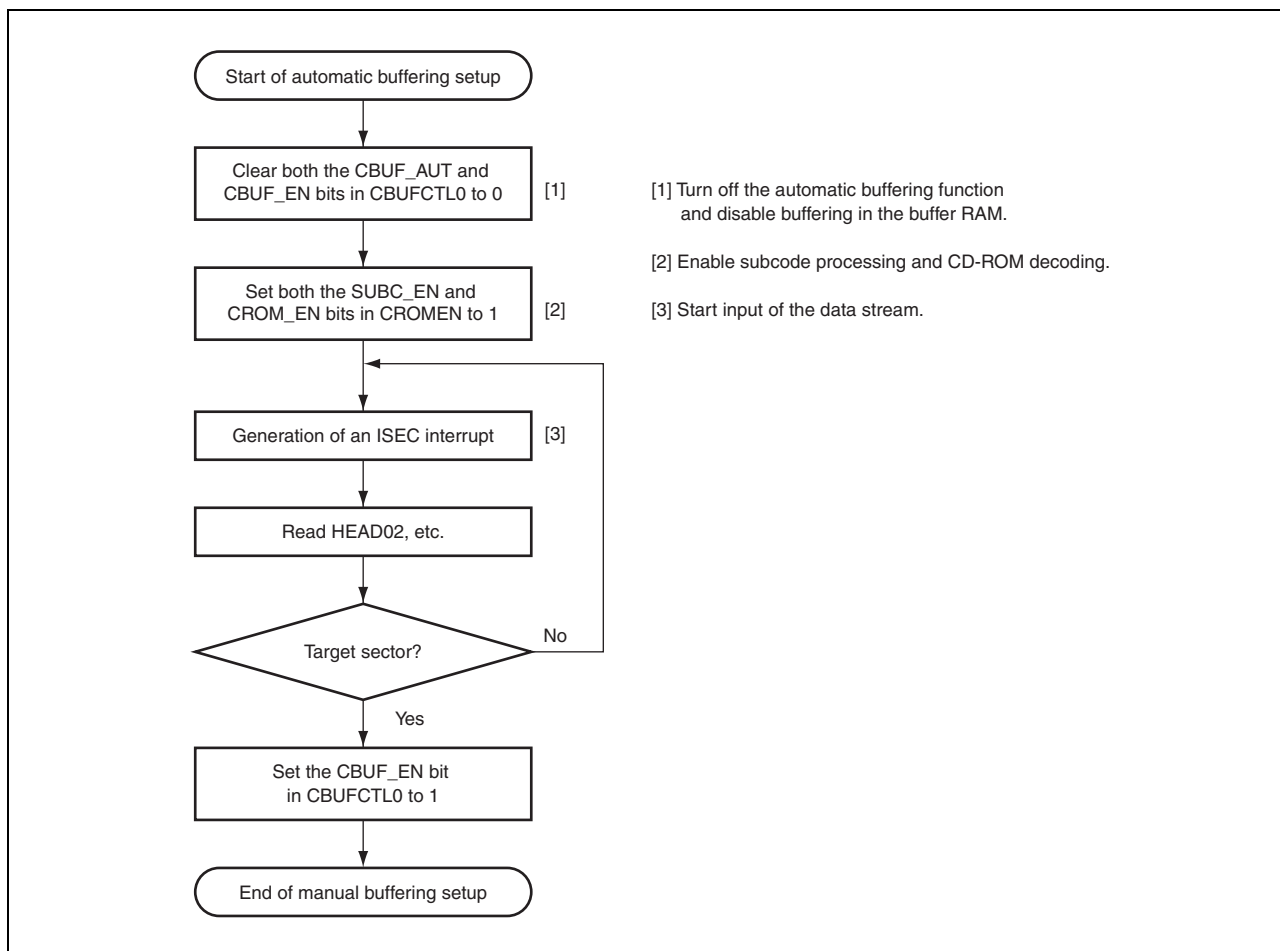 Start of automatic buffering setup
Clear both the CBUF_AUT and
CBUF_EN bits in CBUFCTL0 to 0
[1]
Set both the SUBC_EN and
CROM_EN bits in CROMEN to 1
[2]
Generation of an ISEC interrupt
[3]
Read HEAD02, etc.
Target sector?
No
Yes
Set the CBUF_EN bit
in CBUFCTL0 to 1
End of manual buffering setup
[1] Turn off the automatic buffering function
and disable buffering in the buffer RAM.
[2] Enable subcode processing and CD-ROM decoding.
[3] Start input of the data stream.